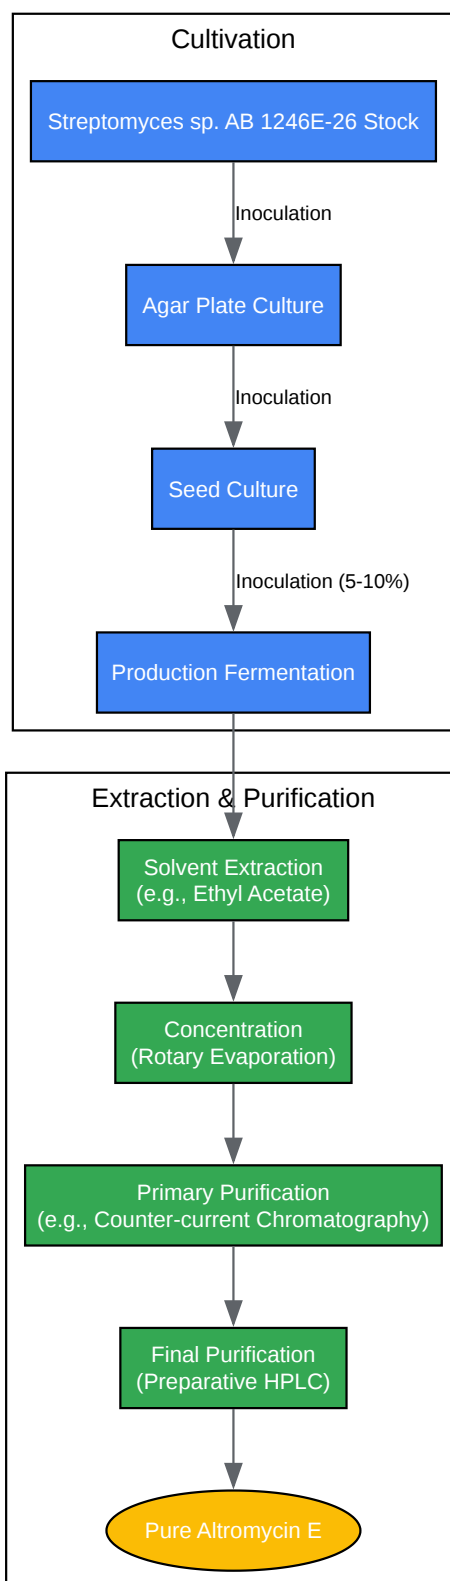 Cultivation
Streptomyces sp. AB 1246E-26 Stock
Inoculation
Agar Plate Culture
Inoculation
Seed Culture
Inoculation (5-10%)
Production Fermentation
Extraction & Purification
Solvent Extraction
(e.g., Ethyl Acetate)
Concentration
(Rotary Evaporation)
Primary Purification
(e.g., Counter-current Chromatography)
Final Purification
(Preparative HPLC)
Pure Altromycin E